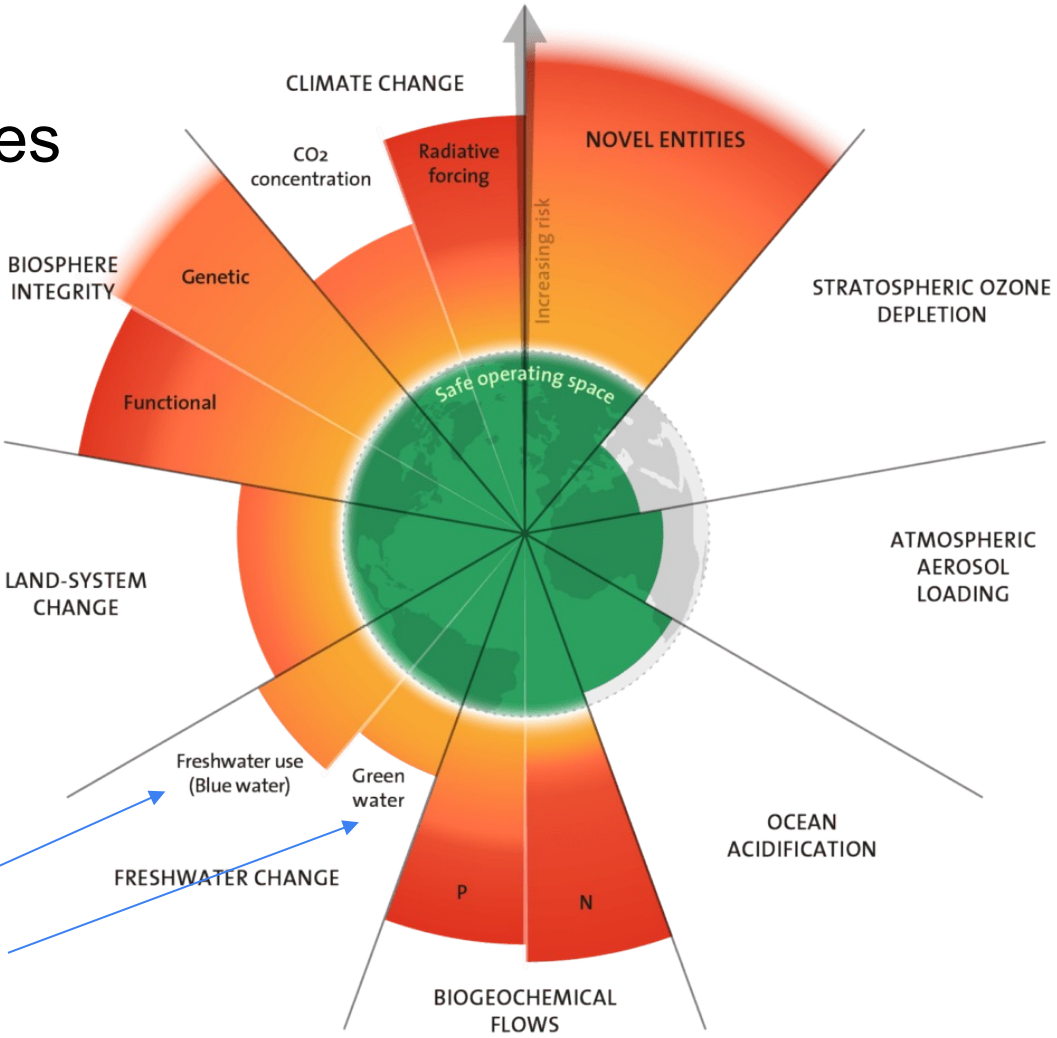 es
CLIMATE CHANGE
CO2
concentration
Radiative
forcing
NOVEL ENTITIES
Increasing risk
BIOSPHERE
INTEGRITY
Genetic
STRATOSPHERIC OZONE
DEPLETION
Safe operating space
Functional
LAND-SYSTEM
CHANGE
ATMOSPHERIC
AEROSOL
LOADING
Freshwater use
(Blue water)
Green
water
FRESHWATER CHANGE
OCEAN
ACIDIFICATION
P
N
BIOGEOCHEMICAL
FLOWS